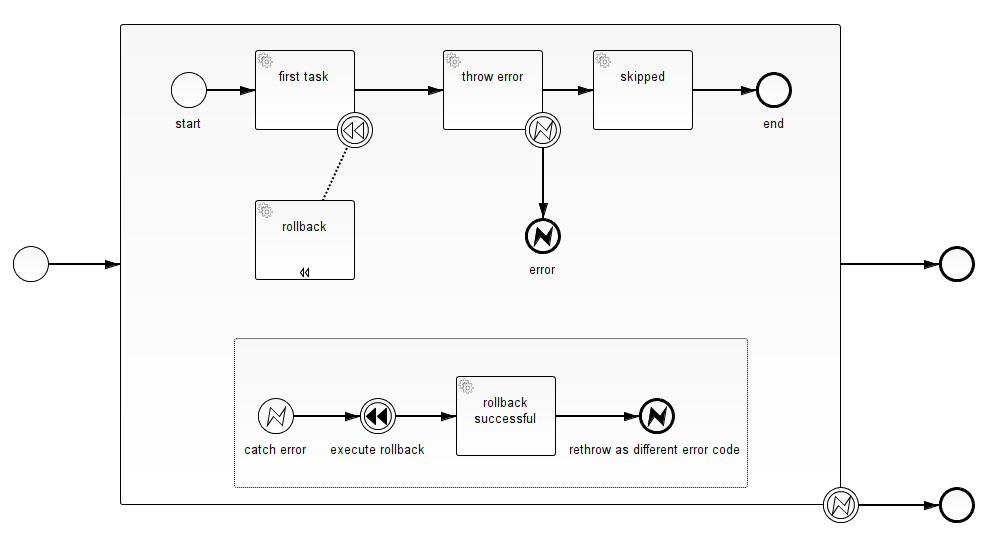 first task
throw error
skipped
start
end
rollback
error
rollback
successful
catch error
execute rollback
rethrow as different error code